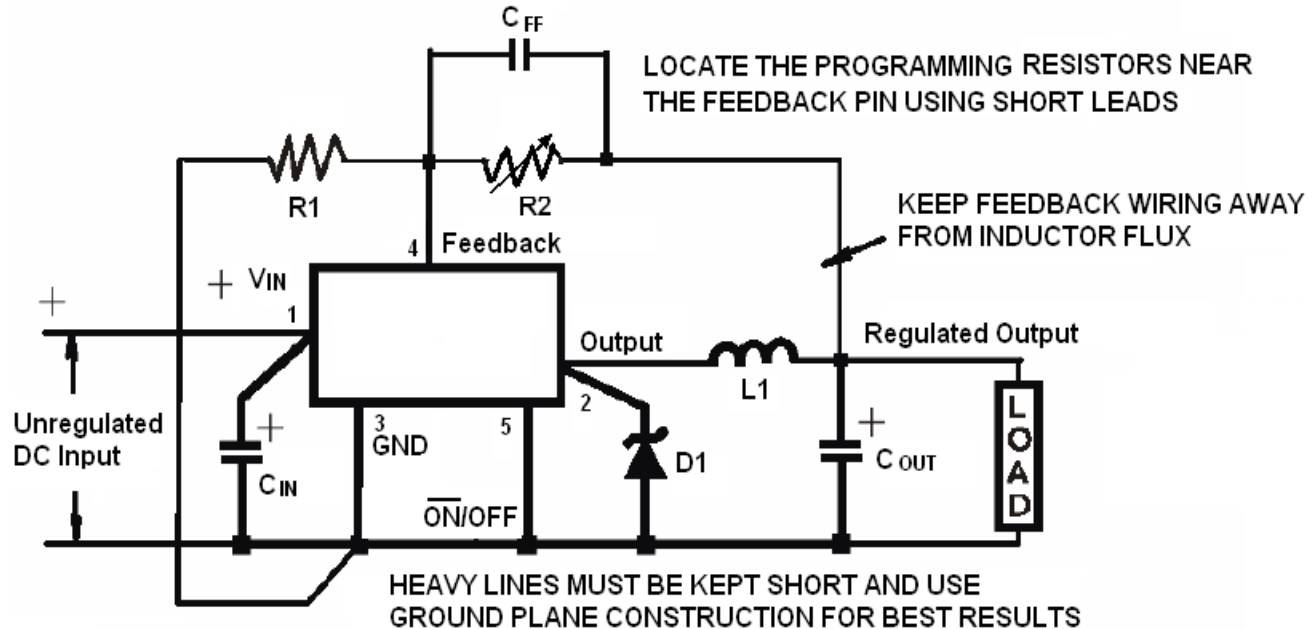 C FF
LOCATE THE PROGRAMMING RESISTORS NEAR
THE FEEDBACK PIN USING SHORT LEADS
R1
R2
KEEP FEEDBACK WIRING AWAY
FROM INDUCTOR FLUX
4 Feedback
+ VIN
+
1
Output
Regulated Output
L1
2
Unregulated
DC Input
+
CIN
3
GND
5
D1
+
C OUT
LOAD
ON/OFF
HEAVY LINES MUST BE KEPT SHORT AND USE
GROUND PLANE CONSTRUCTION FOR BEST RESULTS